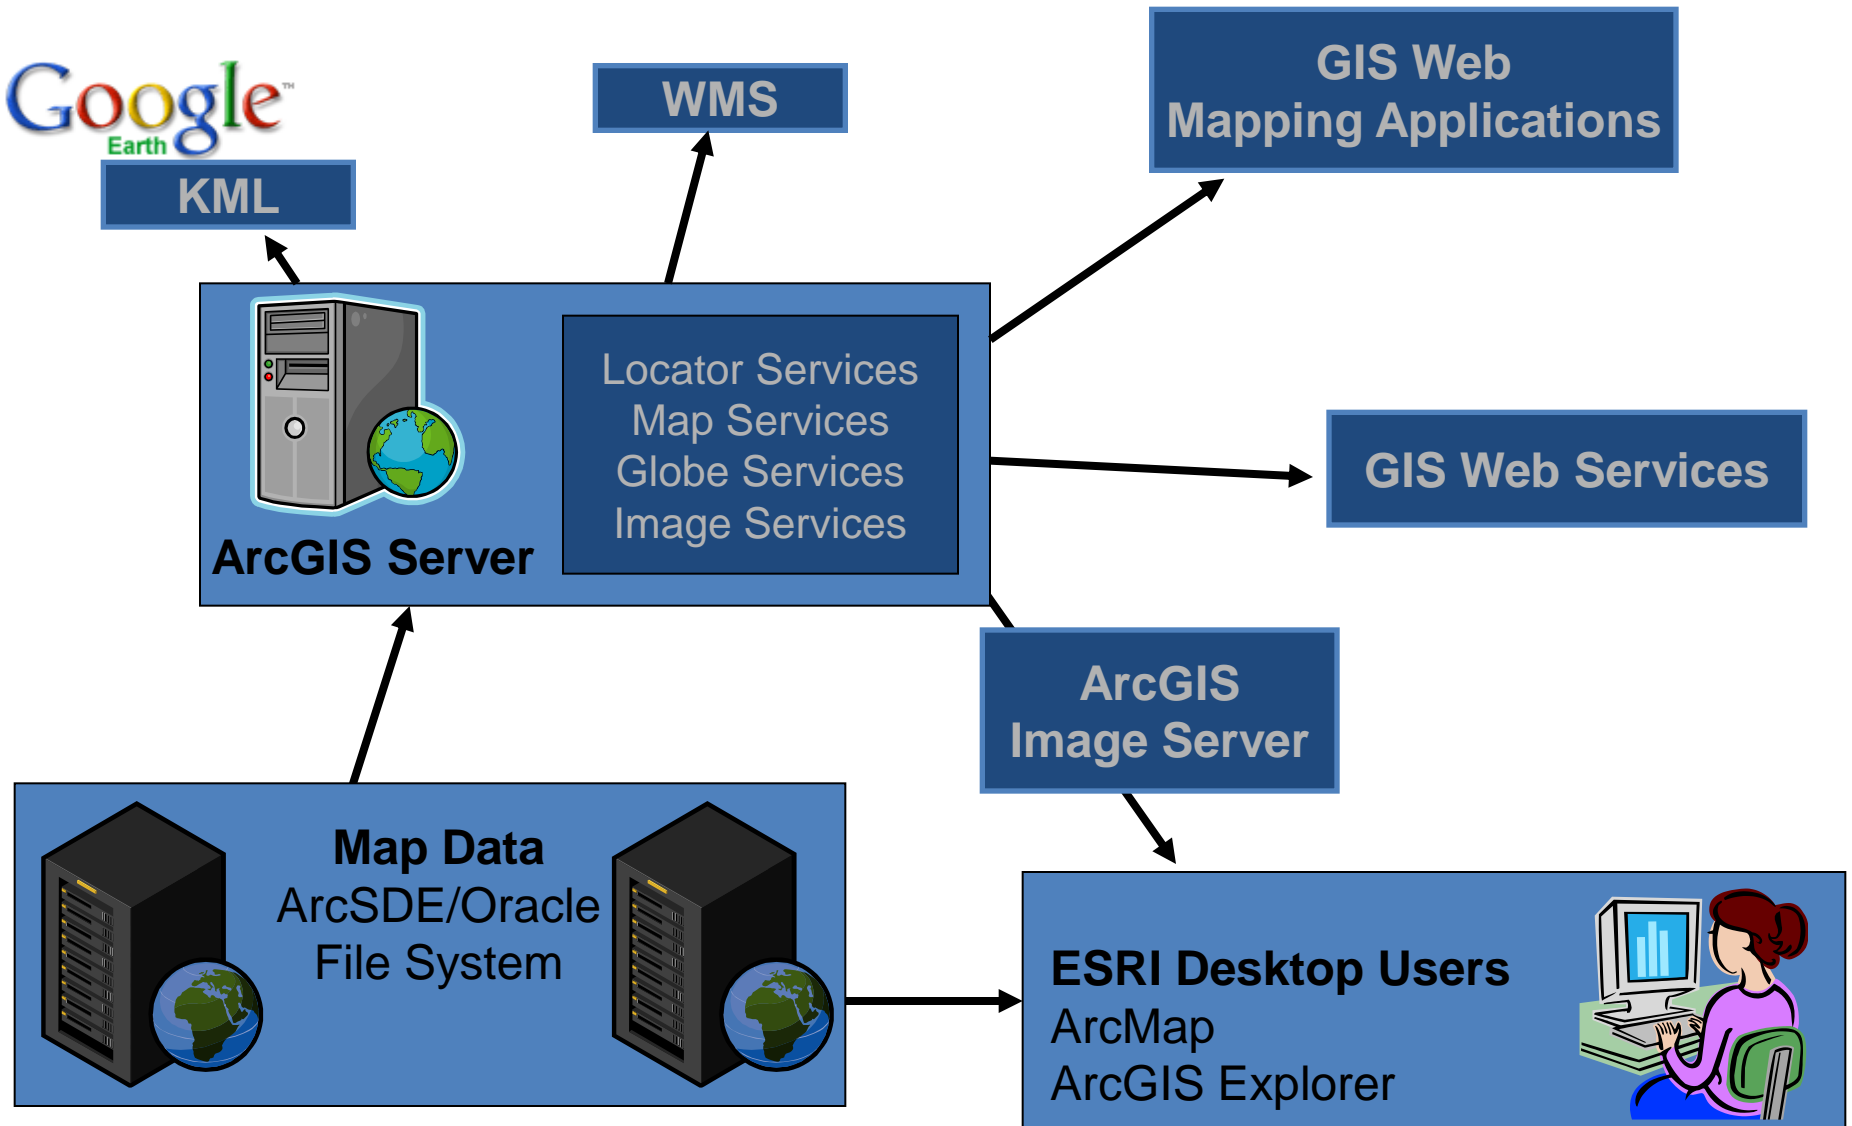 Google™
Earth
KML
WMS
GIS Web
Mapping Applications
Locator Services
Map Services
Globe Services
Image Services
ArcGIS Server
GIS Web Services
ArcGIS
Image Server
Map Data
ArcSDE/Oracle
File System
ESRI Desktop Users
ArcMap
ArcGIS Explorer